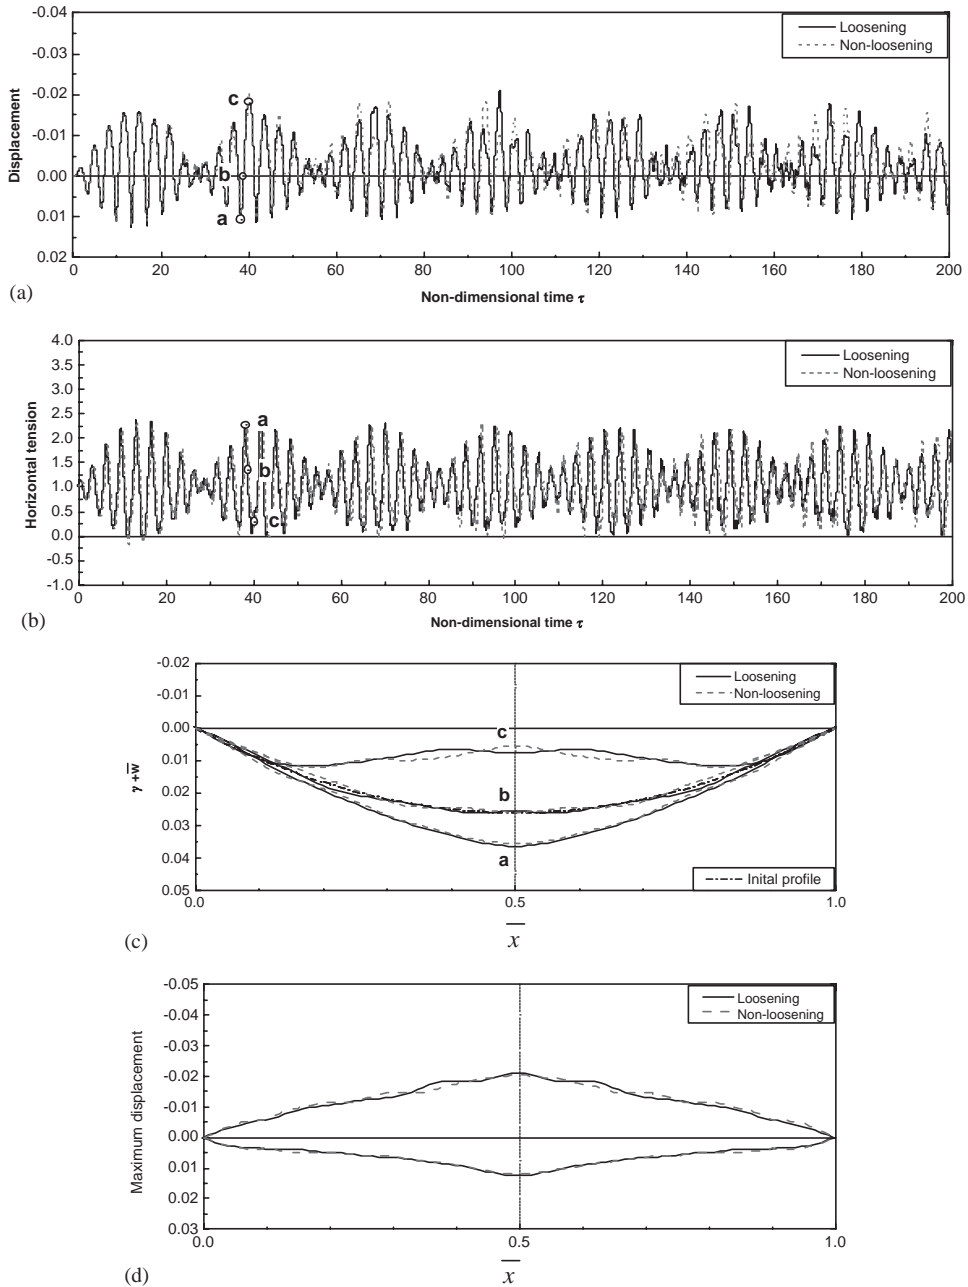 (a)
Displacement
-0.04
-0.03
-0.02
-0.01
0.00
0.01
0.02
Loosening
Non-loosening
c
b
a
0 20 40 60 80 100 120 140 160 180 200
Non-dimensional time τ
(b)
Horizontal tension
4.0
3.5
3.0
2.5
2.0
1.5
1.0
0.5
0.0
-0.5
-1.0
Loosening
Non-loosening
a
b
c
0 20 40 60 80 100 120 140 160 180 200
Non-dimensional time τ
(c)
γ + w̅
-0.02
-0.01
0.00
0.01
0.02
0.03
0.04
0.05
Loosening
Non-loosening
c
b
a
Inital profile
0.0 0.5 1.0
x̅
(d)
Maximum displacement
-0.05
-0.04
-0.03
-0.02
-0.01
0.00
0.01
0.02
0.03
Loosening
Non-loosening
0.0 0.5 1.0
x̅